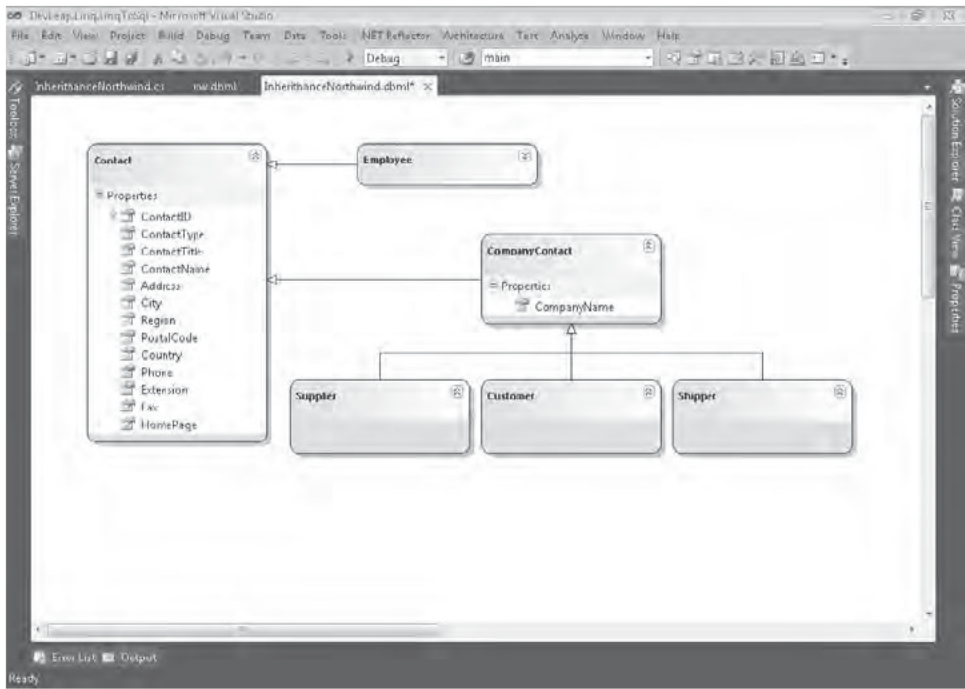 DevLeap.Linq.LinqToSql - Microsoft Visual Studio
File Edit View Project Build Debug Team Data Tools .NET Reflector Architecture Test Analyze Window Help
Debug main
InherithanceNorthwind.cs nw.dbml InherithanceNorthwind.dbml* ×
Toolbox Server Explorer
Solution Explorer Class View Properties
Contact
Properties
ContactID
ContactType
ContactTitle
ContactName
Address
City
Region
PostalCode
Country
Phone
Extension
Fax
HomePage
Employee
CompanyContact
Properties
CompanyName
Supplier
Customer
Shipper
Error List Output
Ready